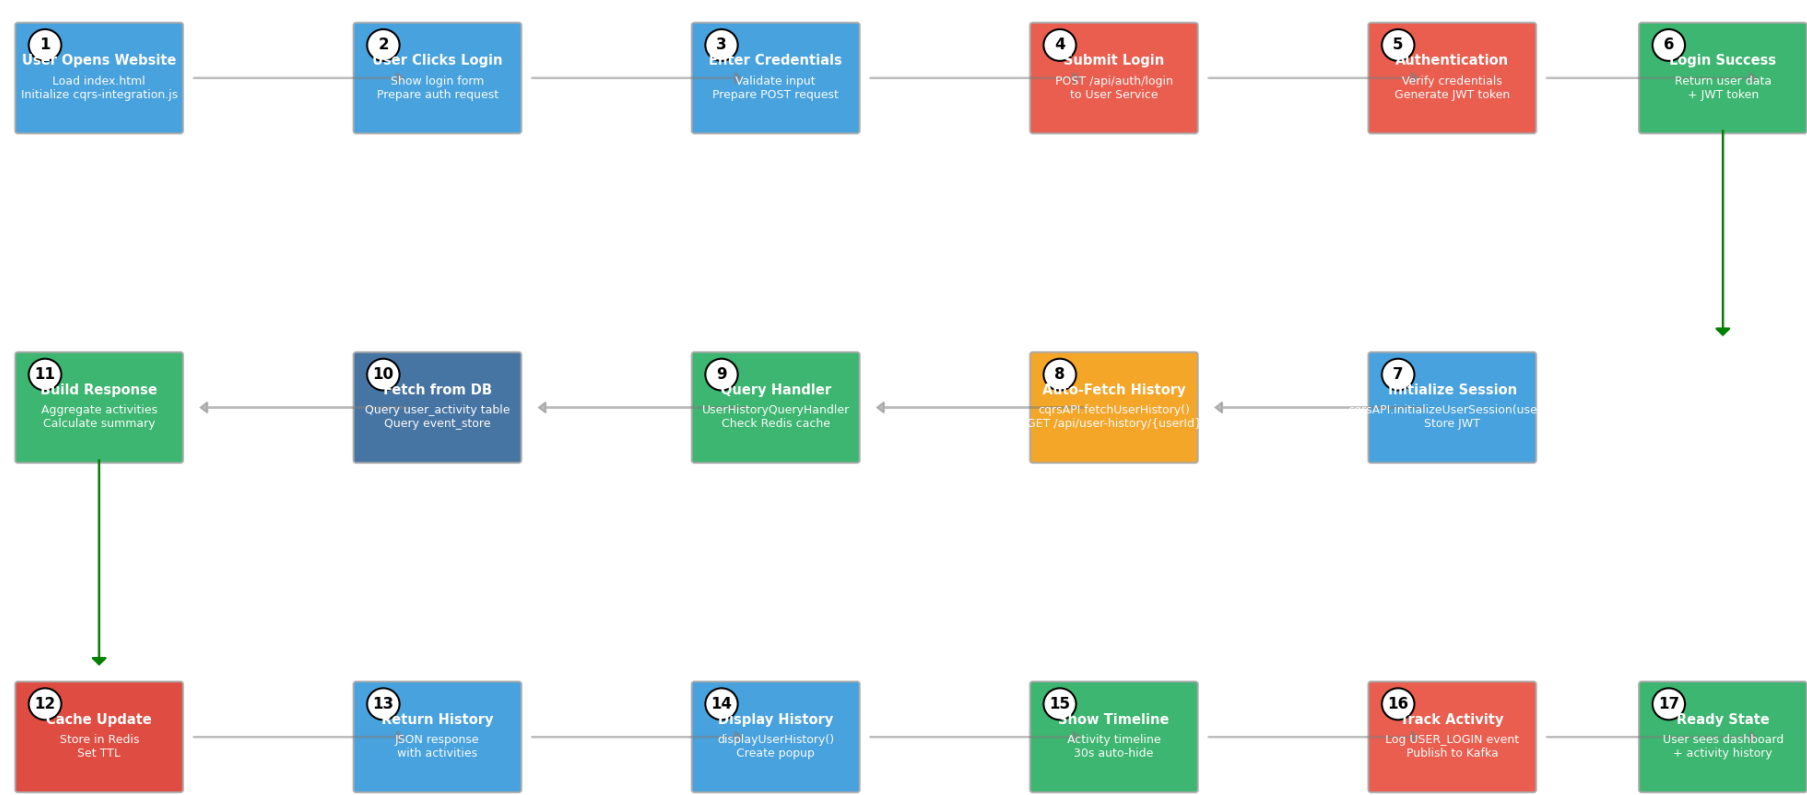 1
User Opens Website
Load index.html
Initialize cqrs-integration.js
2
User Clicks Login
Show login form
Prepare auth request
3
Enter Credentials
Validate input
Prepare POST request
4
Submit Login
POST /api/auth/login
to User Service
5
Authentication
Verify credentials
Generate JWT token
6
Login Success
Return user data
+ JWT token
7
Initialize Session
cqrsAPI.initializeUserSession(use
Store JWT
8
Auto-Fetch History
cqrsAPI.fetchUserHistory()
GET /api/user-history/{userId}
9
Query Handler
UserHistoryQueryHandler
Check Redis cache
10
Fetch from DB
Query user_activity table
Query event_store
11
Build Response
Aggregate activities
Calculate summary
12
Cache Update
Store in Redis
Set TTL
13
Return History
JSON response
with activities
14
Display History
displayUserHistory()
Create popup
15
Show Timeline
Activity timeline
30s auto-hide
16
Track Activity
Log USER_LOGIN event
Publish to Kafka
17
Ready State
User sees dashboard
+ activity history